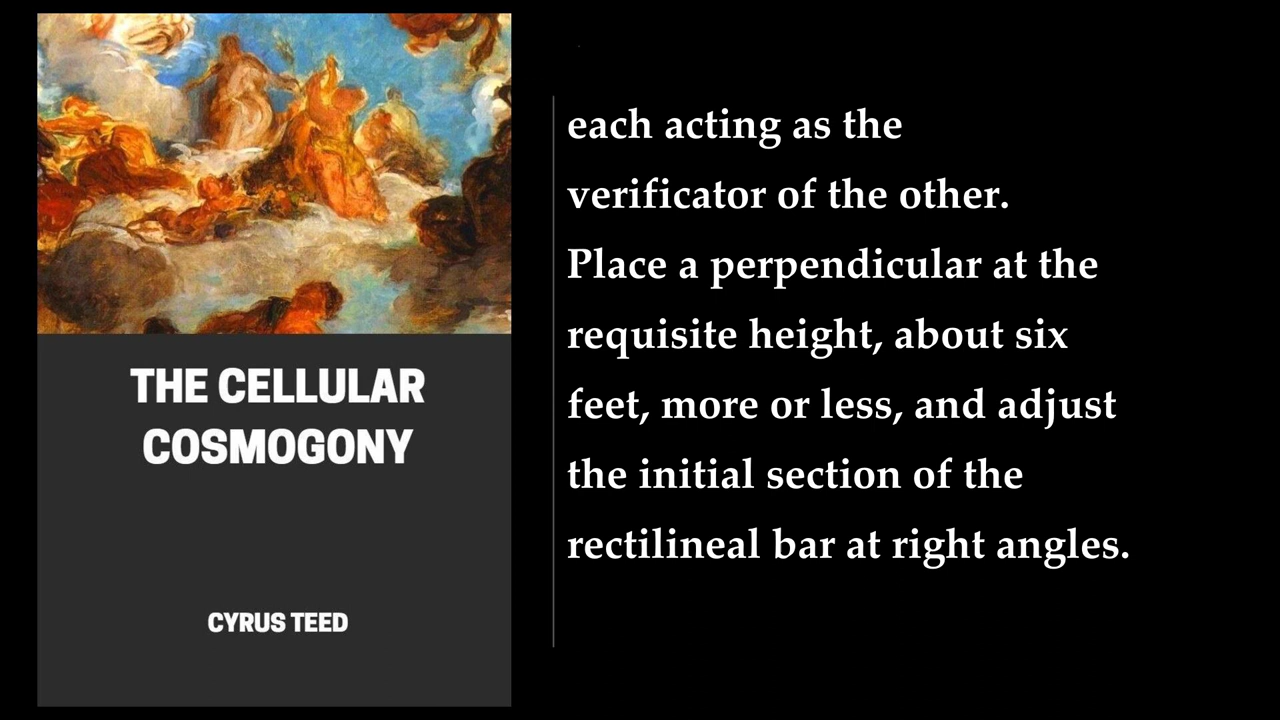 THE CELLULAR
COSMOGONY
CYRUS TEED
each acting as the
verificator of the other.
Place a perpendicular at the
requisite height, about six
feet, more or less, and adjust
the initial section of the
rectilineal bar at right angles.